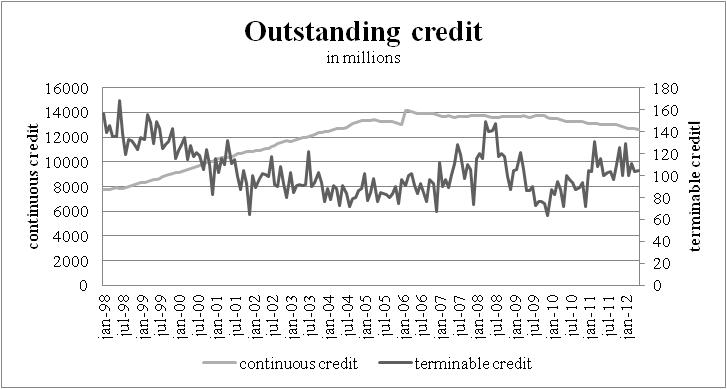 Outstanding credit
in millions
16000
14000
12000
10000
8000
6000
4000
2000
0
continuous credit
180
160
140
120
100
80
60
40
20
0
terminable credit
jan-98
jul-98
jan-99
jul-99
jan-00
jul-00
jan-01
jul-01
jan-02
jul-02
jan-03
jul-03
jan-04
jul-04
jan-05
jul-05
jan-06
jul-06
jan-07
jul-07
jan-08
jul-08
jan-09
jul-09
jan-10
jul-10
jan-11
jul-11
jan-12
continuous credit
terminable credit